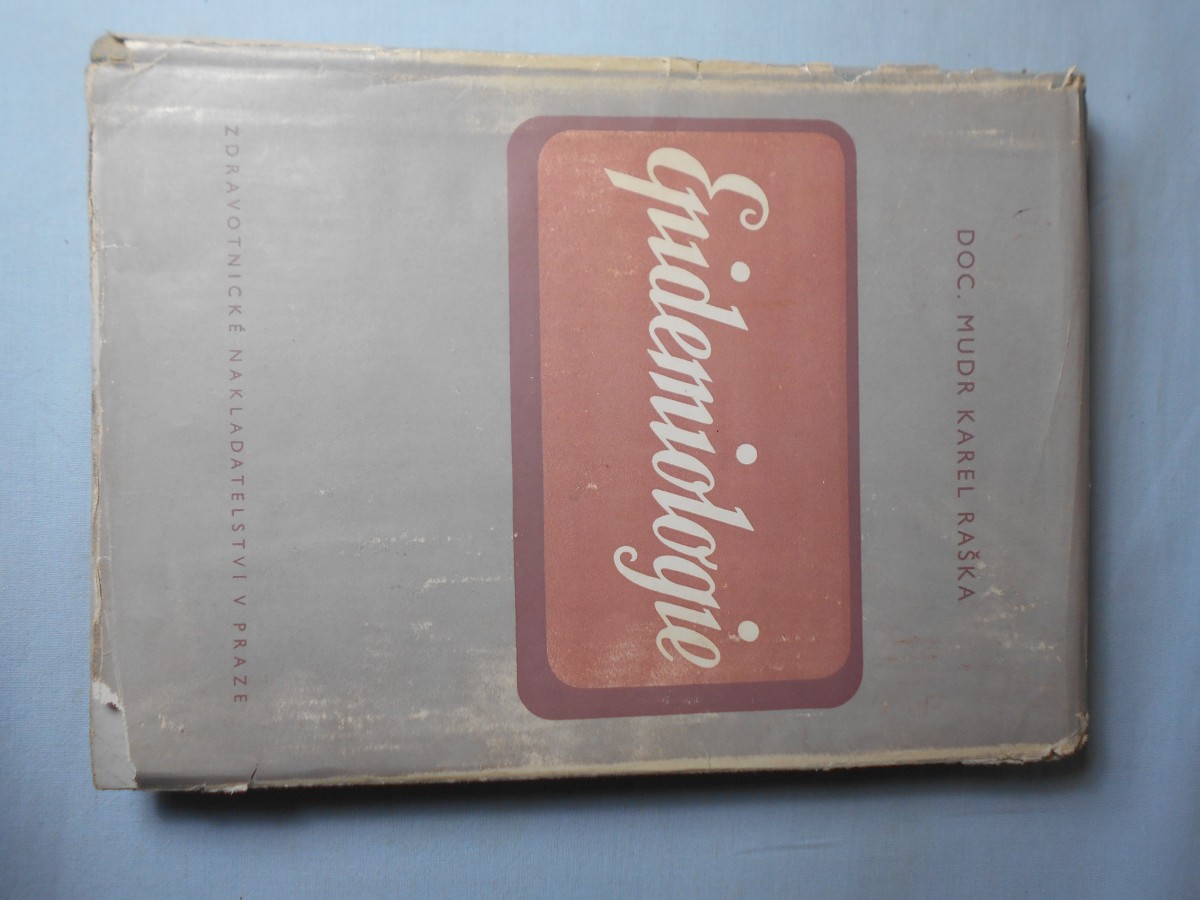 DOC. MUDR KAREL RAŠKA
Epidemiologie
ZDRAVOTNICKÉ NAKLADATELSTVÍ V PRAZE